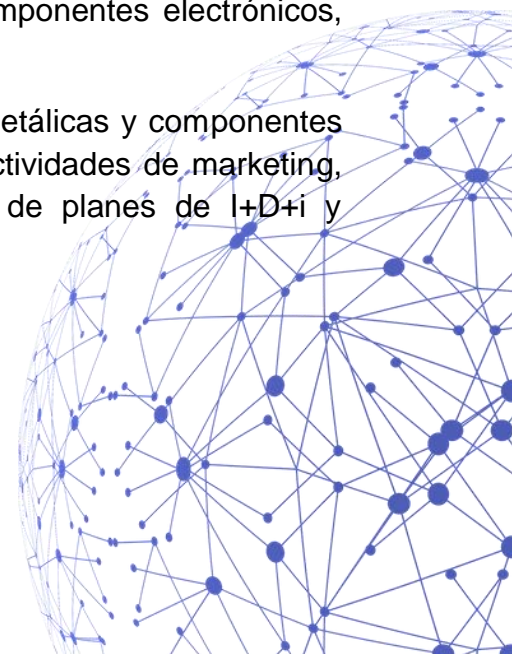 mponentes electrónicos,
etálicas y componentes
ctividades de marketing,
de planes de I+D+i y